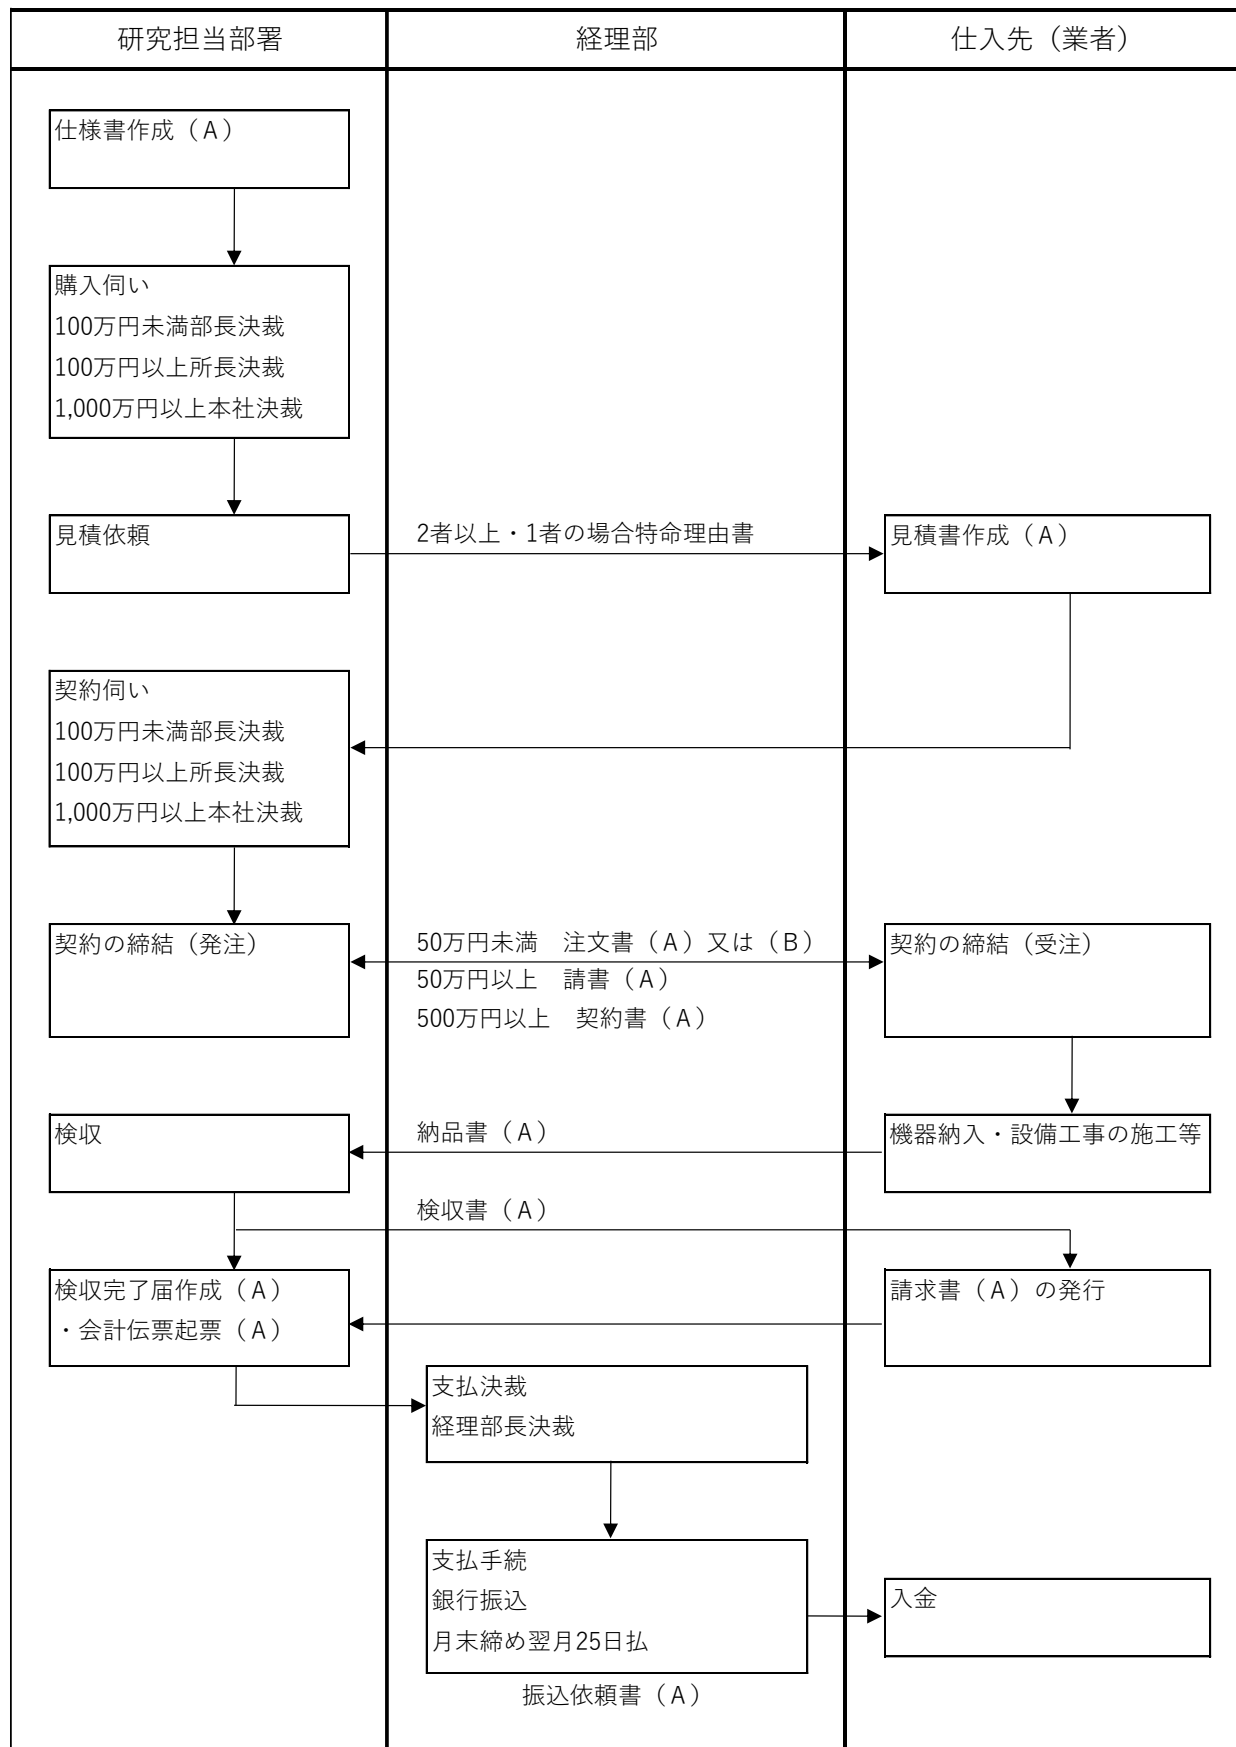 研究担当部署
経理部
仕入先（業者）
仕様書作成（A）
購入伺い
100万円未満部長決裁
100万円以上所長決裁
1,000万円以上本社決裁
見積依頼
2者以上・1者の場合特命理由書
見積書作成（A）
契約伺い
100万円未満部長決裁
100万円以上所長決裁
1,000万円以上本社決裁
契約の締結（発注）
50万円未満　注文書（A）又は（B）
50万円以上　請書（A）
500万円以上　契約書（A）
契約の締結（受注）
検収
納品書（A）
機器納入・設備工事の施工等
検収書（A）
検収完了届作成（A）
・会計伝票起票（A）
請求書（A）の発行
支払決裁
経理部長決裁
支払手続
銀行振込
月末締め翌月25日払
入金
振込依頼書（A）